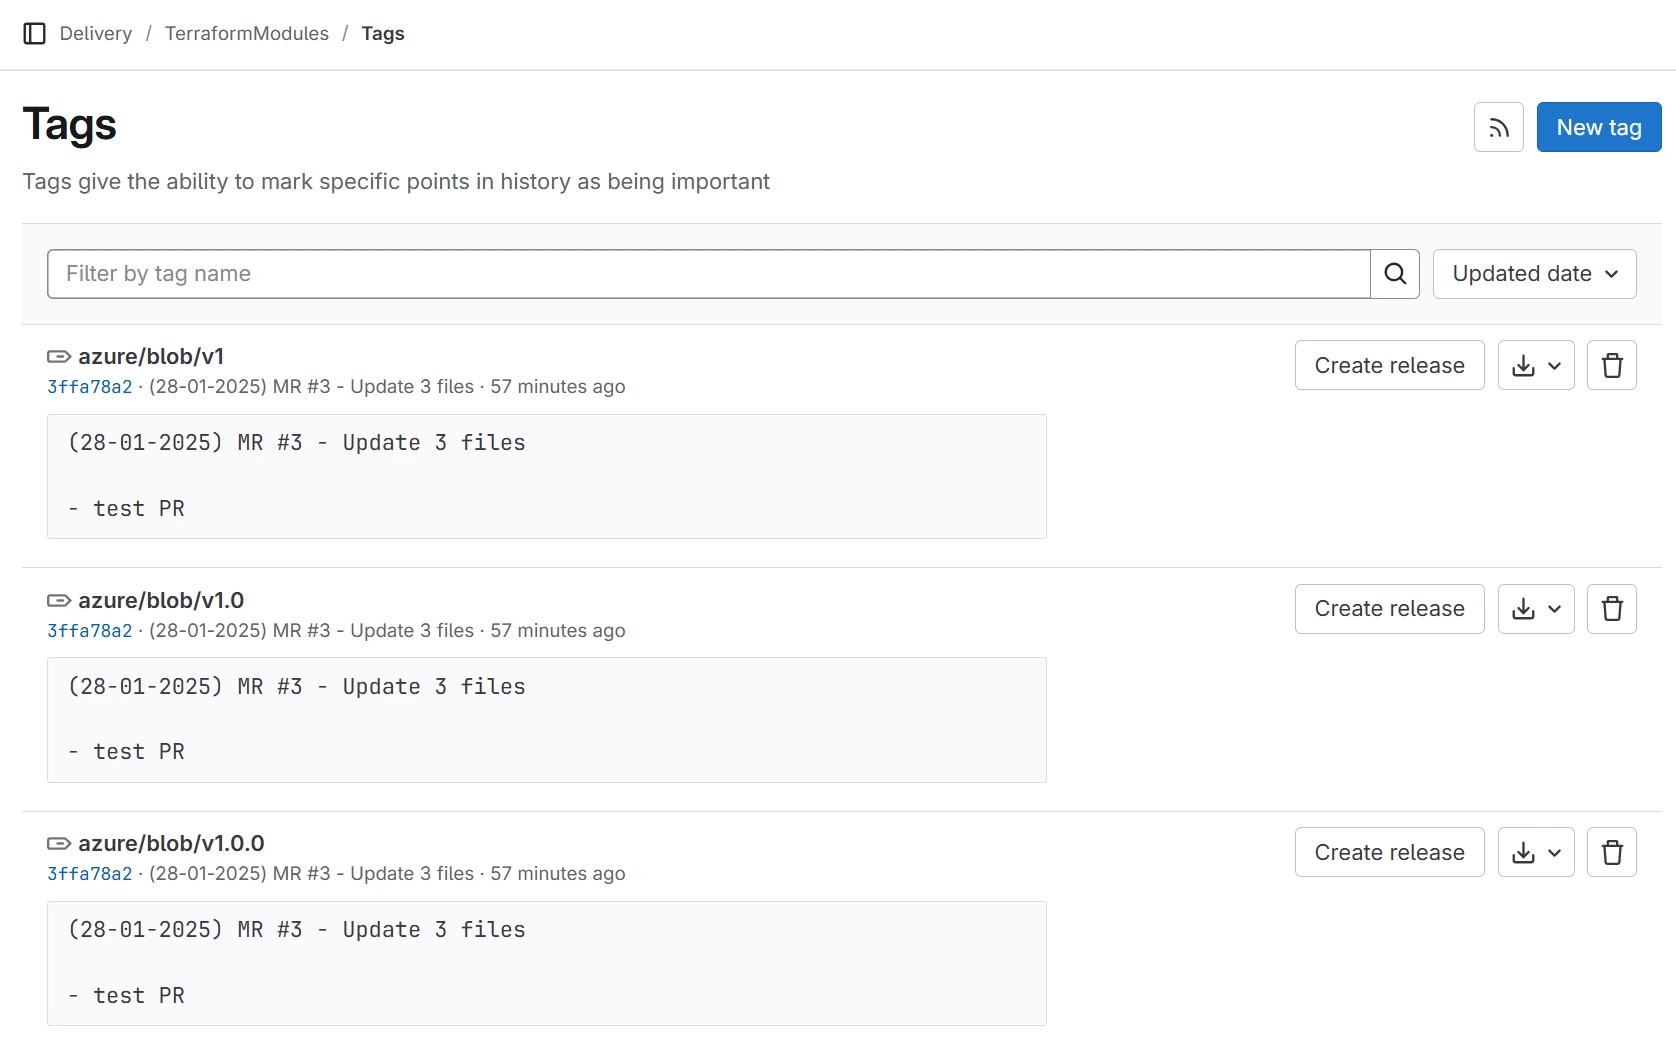 Delivery / TerraformModules / Tags
Tags
New tag
Tags give the ability to mark specific points in history as being important
Filter by tag name
Updated date
azure/blob/v1
Create release
3ffa78a2 · (28-01-2025) MR #3 - Update 3 files · 57 minutes ago
(28-01-2025) MR #3 - Update 3 files
- test PR
azure/blob/v1.0
Create release
3ffa78a2 · (28-01-2025) MR #3 - Update 3 files · 57 minutes ago
(28-01-2025) MR #3 - Update 3 files
- test PR
azure/blob/v1.0.0
Create release
3ffa78a2 · (28-01-2025) MR #3 - Update 3 files · 57 minutes ago
(28-01-2025) MR #3 - Update 3 files
- test PR